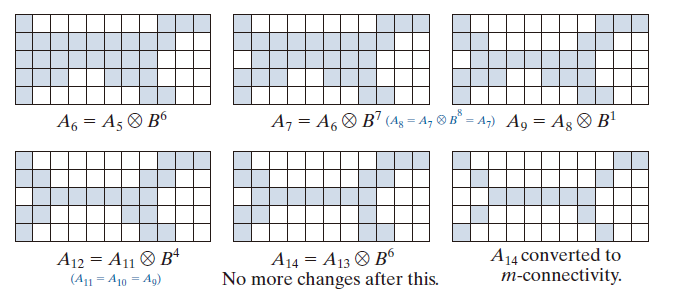 A₆ = A₅ ⊗ B⁶
A₇ = A₆ ⊗ B⁷ (A₈ = A₇ ⊗ B⁸ = A₇)
A₉ = A₈ ⊗ B¹
A₁₂ = A₁₁ ⊗ B⁴
(A₁₁ = A₁₀ = A₉)
A₁₄ = A₁₃ ⊗ B⁶
No more changes after this.
A₁₄ converted to
m-connectivity.